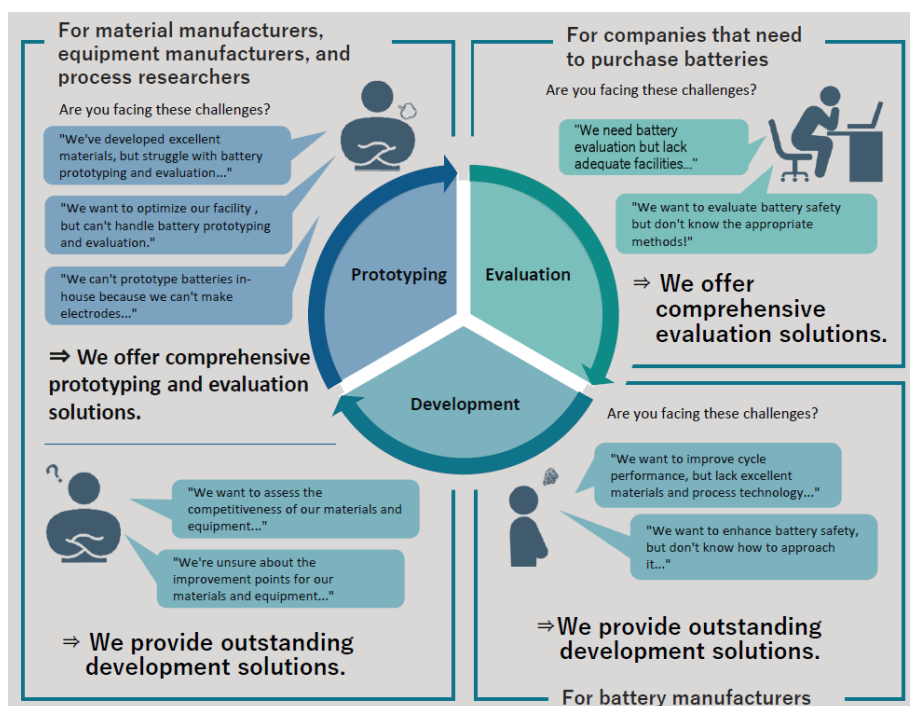 For material manufacturers,
equipment manufacturers, and
process researchers
Are you facing these challenges?
"We've developed excellent
materials, but struggle with battery
prototyping and evaluation..."
"We want to optimize our facility ,
but can't handle battery prototyping
and evaluation."
"We can't prototype batteries in-
house because we can't make
electrodes..."
⇒ We offer comprehensive
prototyping and evaluation
solutions.
?
"We want to assess the
competitiveness of our materials and
equipment..."
"We're unsure about the
improvement points for our
materials and equipment..."
⇒ We provide outstanding
development solutions.
Prototyping
Evaluation
Development
For companies that need
to purchase batteries
Are you facing these challenges?
"We need battery
evaluation but lack
adequate facilities..."
"We want to evaluate battery safety
but don't know the appropriate
methods!"
⇒ We offer
comprehensive
evaluation solutions.
Are you facing these challenges?
"We want to improve cycle
performance, but lack excellent
materials and process technology..."
"We want to enhance battery safety,
but don't know how to approach
it..."
⇒We provide outstanding
development solutions.
For battery manufacturers